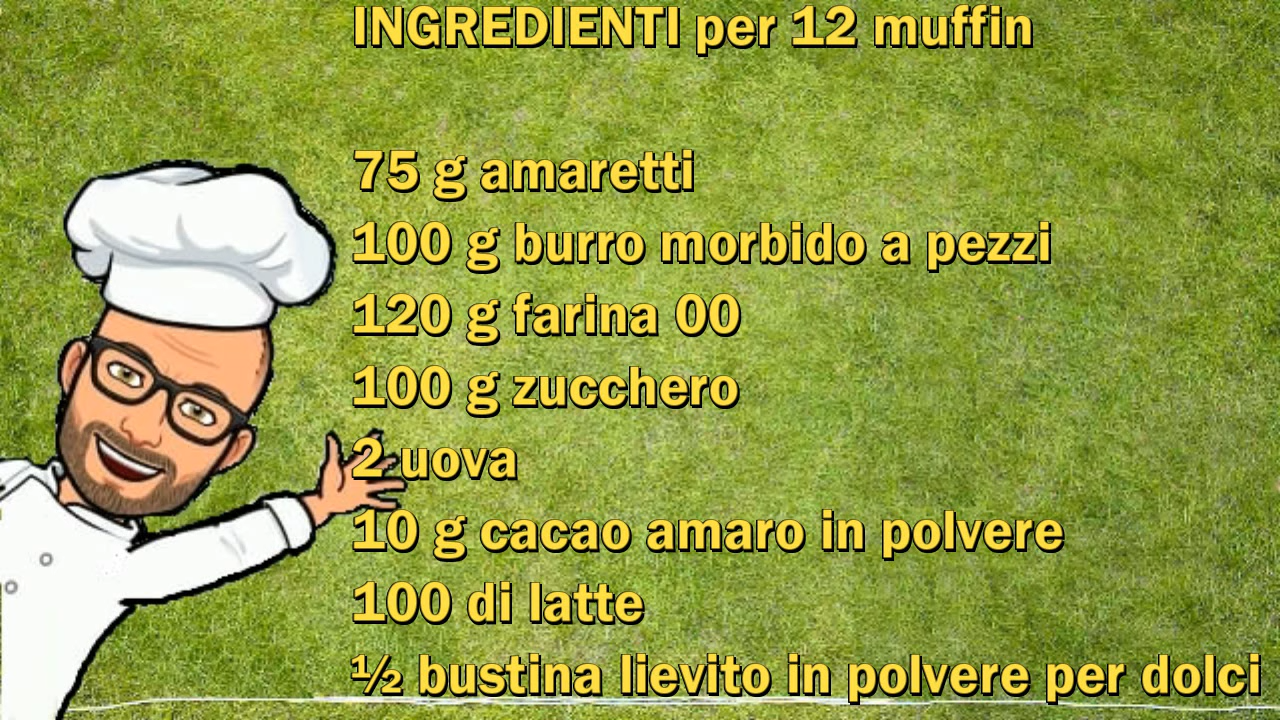 INGREDIENTI per 12 muffin
75 g amaretti
100 g burro morbido a pezzi
120 g farina 00
100 g zucchero
2 uova
10 g cacao amaro in polvere
100 di latte
½ bustina lievito in polvere per dolci